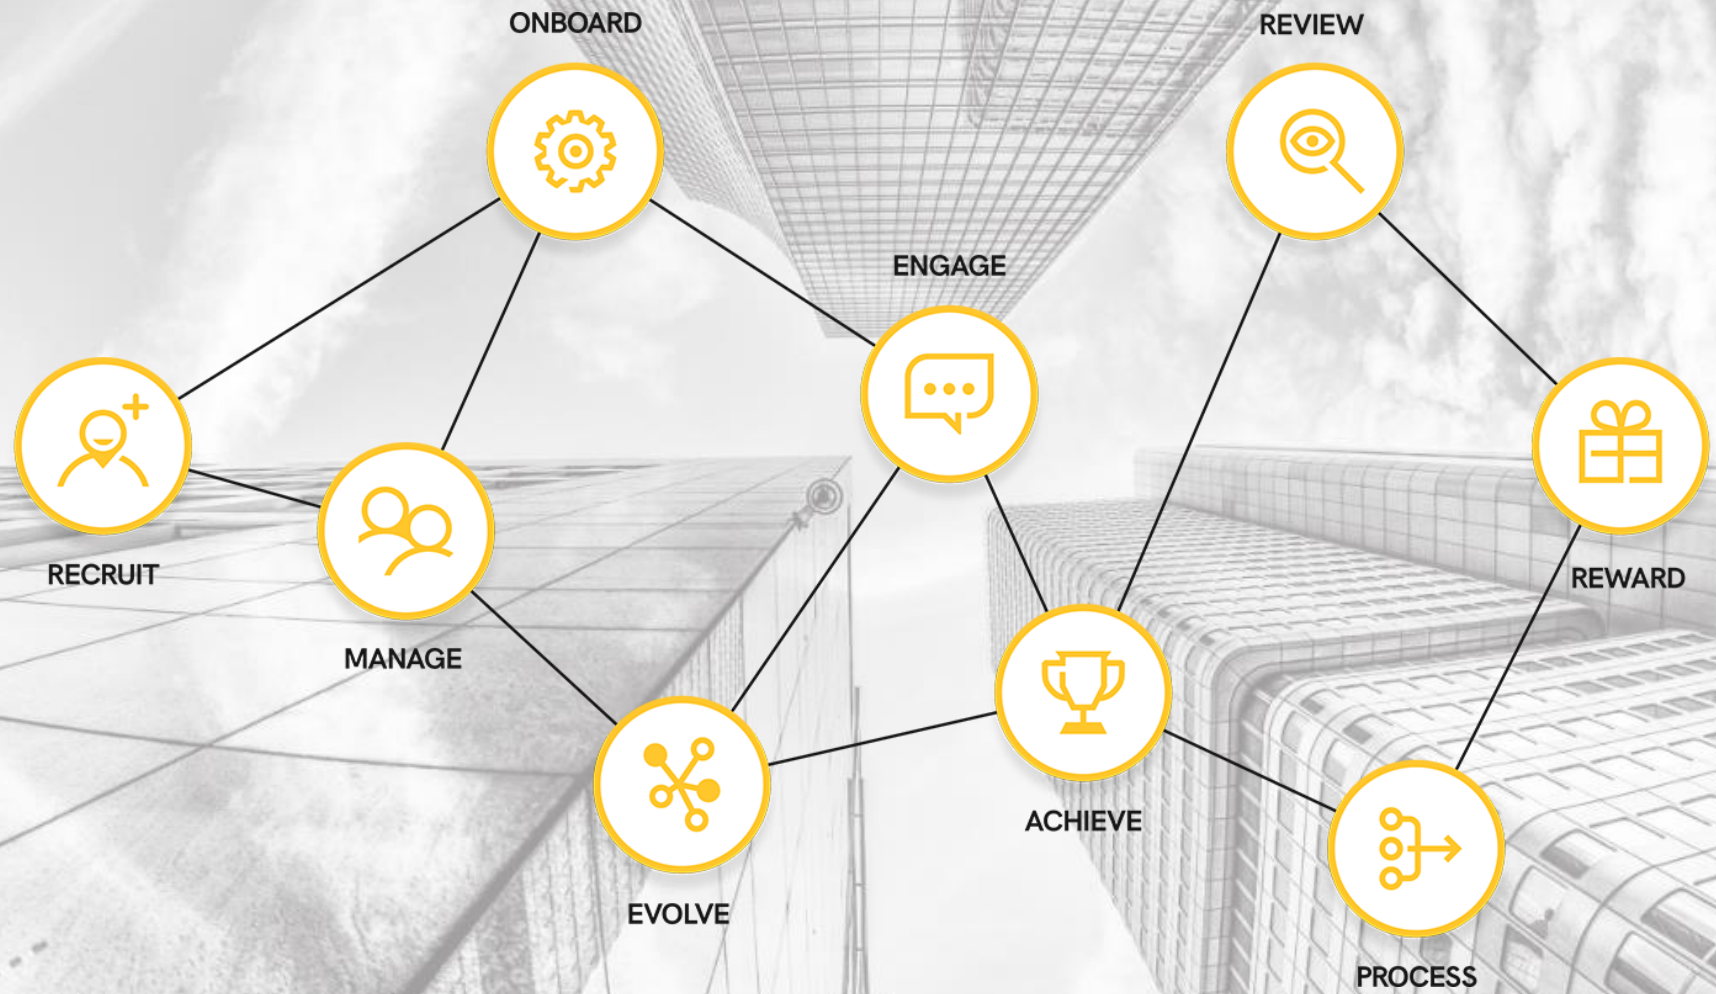 ONBOARD
REVIEW
ENGAGE
RECRUIT
REWARD
MANAGE
ACHIEVE
EVOLVE
PROCESS